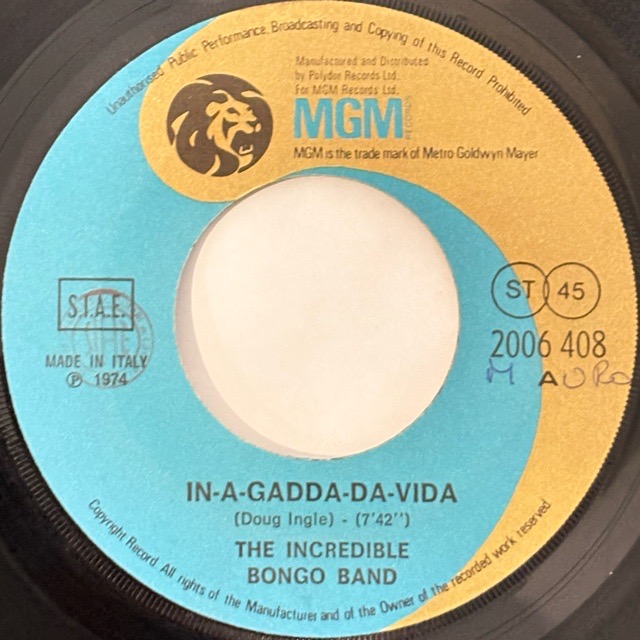 Unauthorised Public Performance, Broadcasting and Copying of this Record Prohibited
Manufactured and Distributed
by Polydor Records Ltd.
For MGM Records Ltd.
MGM
RECORDS
MGM is the trade mark of Metro-Goldwyn-Mayer
S.T.A.E.
MADE IN ITALY
℗ 1974
ST 45
2006 408
MAURO
IN-A-GADDA-DA-VIDA
(Doug Ingle) - (7'42'')
THE INCREDIBLE
BONGO BAND
Copyright Record. All rights of the Manufacturer and of the Owner of the recorded work reserved